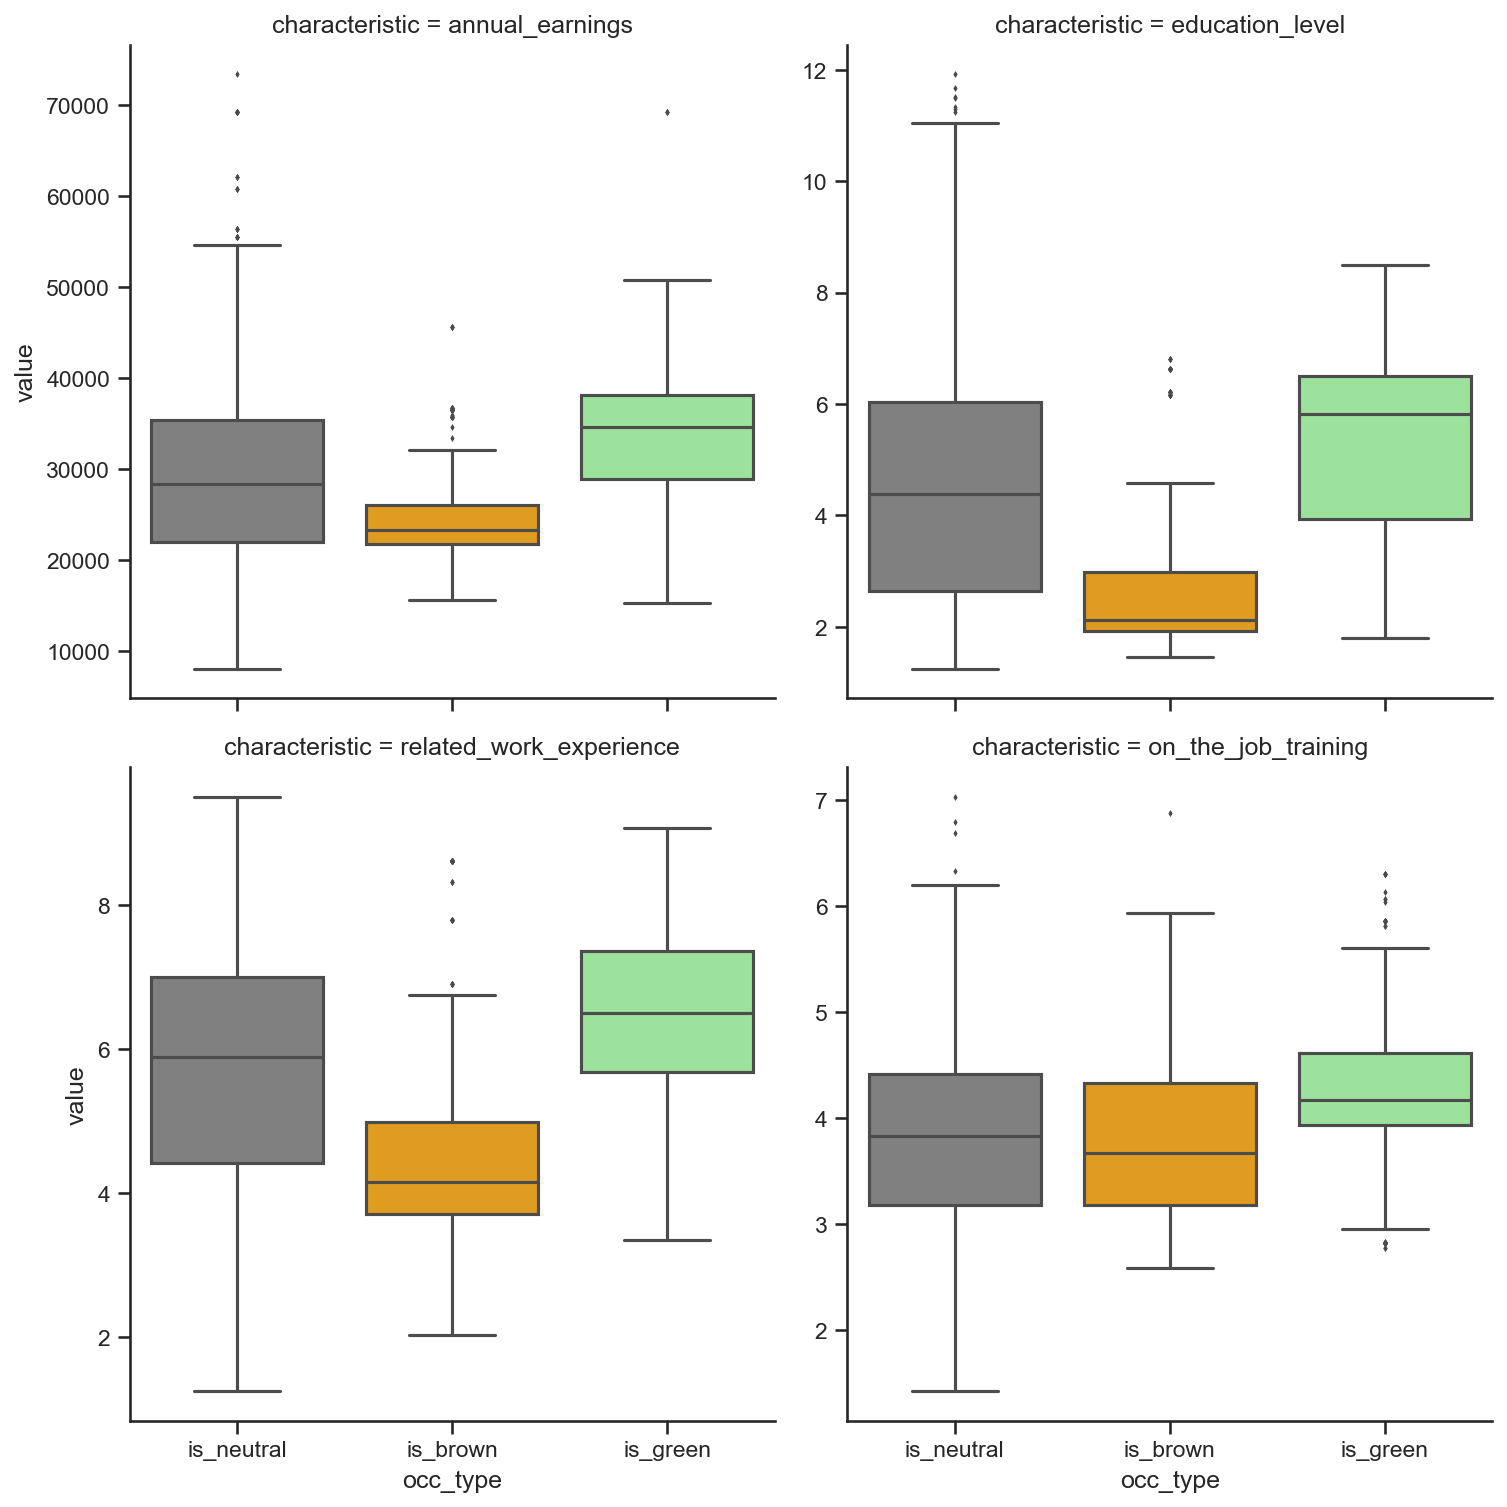 characteristic = annual_earnings
70000
60000
50000
40000
30000
20000
10000
value
characteristic = education_level
12
10
8
6
4
2
characteristic = related_work_experience
8
6
4
2
value
is_neutral is_brown is_green
occ_type
characteristic = on_the_job_training
7
6
5
4
3
2
is_neutral is_brown is_green
occ_type